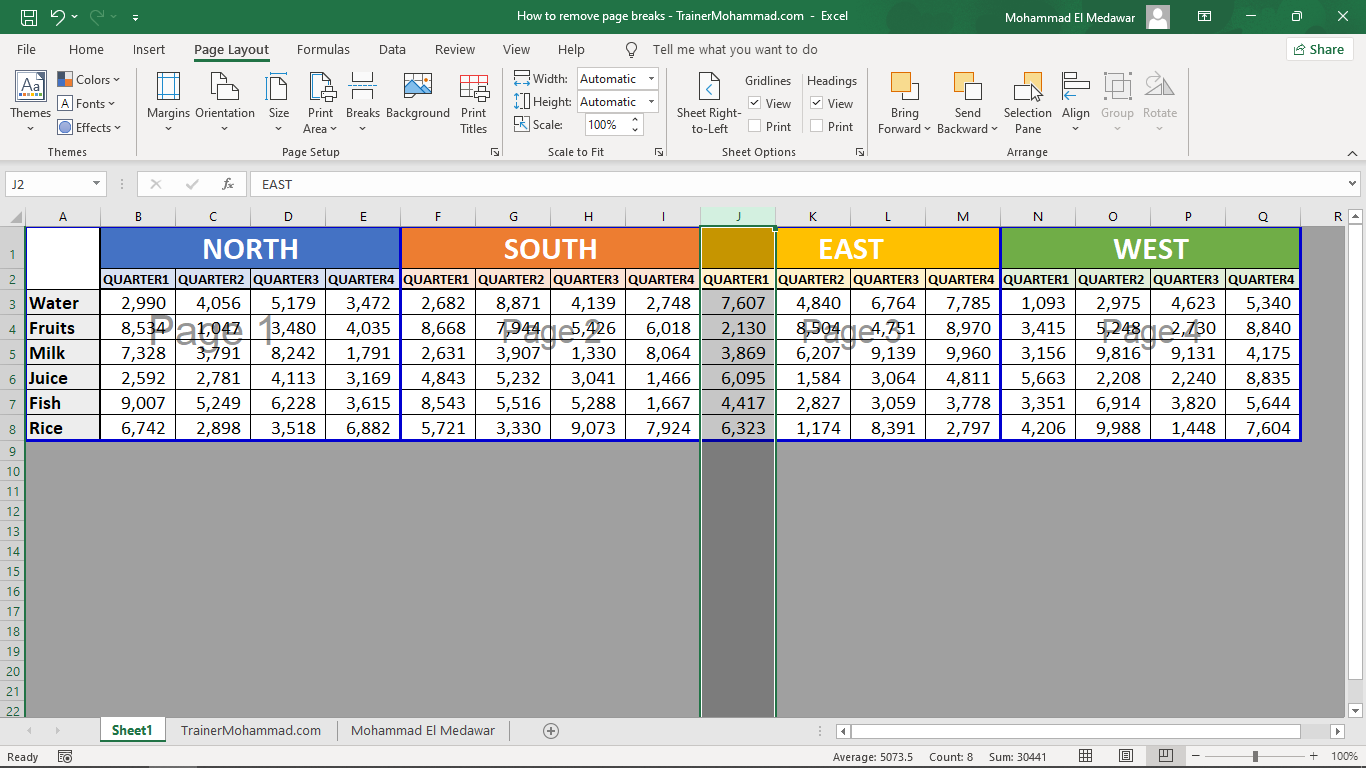 How to remove page breaks - TrainerMohammad.com - Excel
Mohammad El Medawar
File Home Insert Page Layout Formulas Data Review View Help Tell me what you want to do Share
Aa
Themes
Colors
A Fonts
Effects
Themes
Margins
Orientation
Size
Print Area
Breaks
Background
Print Titles
Page Setup
Width: Automatic
Height: Automatic
Scale: 100%
Scale to Fit
Sheet Right-to-Left
Gridlines
View
Print
Headings
View
Print
Sheet Options
Bring Forward
Send Backward
Selection Pane
Align
Group
Rotate
Arrange
J2 fx EAST
A B C D E F G H I J K L M N O P Q R
1 NORTH SOUTH EAST WEST
2 QUARTER1 QUARTER2 QUARTER3 QUARTER4 QUARTER1 QUARTER2 QUARTER3 QUARTER4 QUARTER1 QUARTER2 QUARTER3 QUARTER4 QUARTER1 QUARTER2 QUARTER3 QUARTER4
3 Water 2,990 4,056 5,179 3,472 2,682 8,871 4,139 2,748 7,607 4,840 6,764 7,785 1,093 2,975 4,623 5,340
4 Fruits 8,534 1,047 3,480 4,035 8,668 7,944 5,426 6,018 2,130 8,504 4,751 8,970 3,415 5,248 2,730 8,840
Page 1 Page 2 Page 3 Page 4
5 Milk 7,328 3,791 8,242 1,791 2,631 3,907 1,330 8,064 3,869 6,207 9,139 9,960 3,156 9,816 9,131 4,175
6 Juice 2,592 2,781 4,113 3,169 4,843 5,232 3,041 1,466 6,095 1,584 3,064 4,811 5,663 2,208 2,240 8,835
7 Fish 9,007 5,249 6,228 3,615 8,543 5,516 5,288 1,667 4,417 2,827 3,059 3,778 3,351 6,914 3,820 5,644
8 Rice 6,742 2,898 3,518 6,882 5,721 3,330 9,073 7,924 6,323 1,174 8,391 2,797 4,206 9,988 1,448 7,604
9
10
11
12
13
14
15
16
17
18
19
20
21
22
Sheet1 TrainerMohammad.com Mohammad El Medawar
Ready Average: 5073.5 Count: 8 Sum: 30441 100%